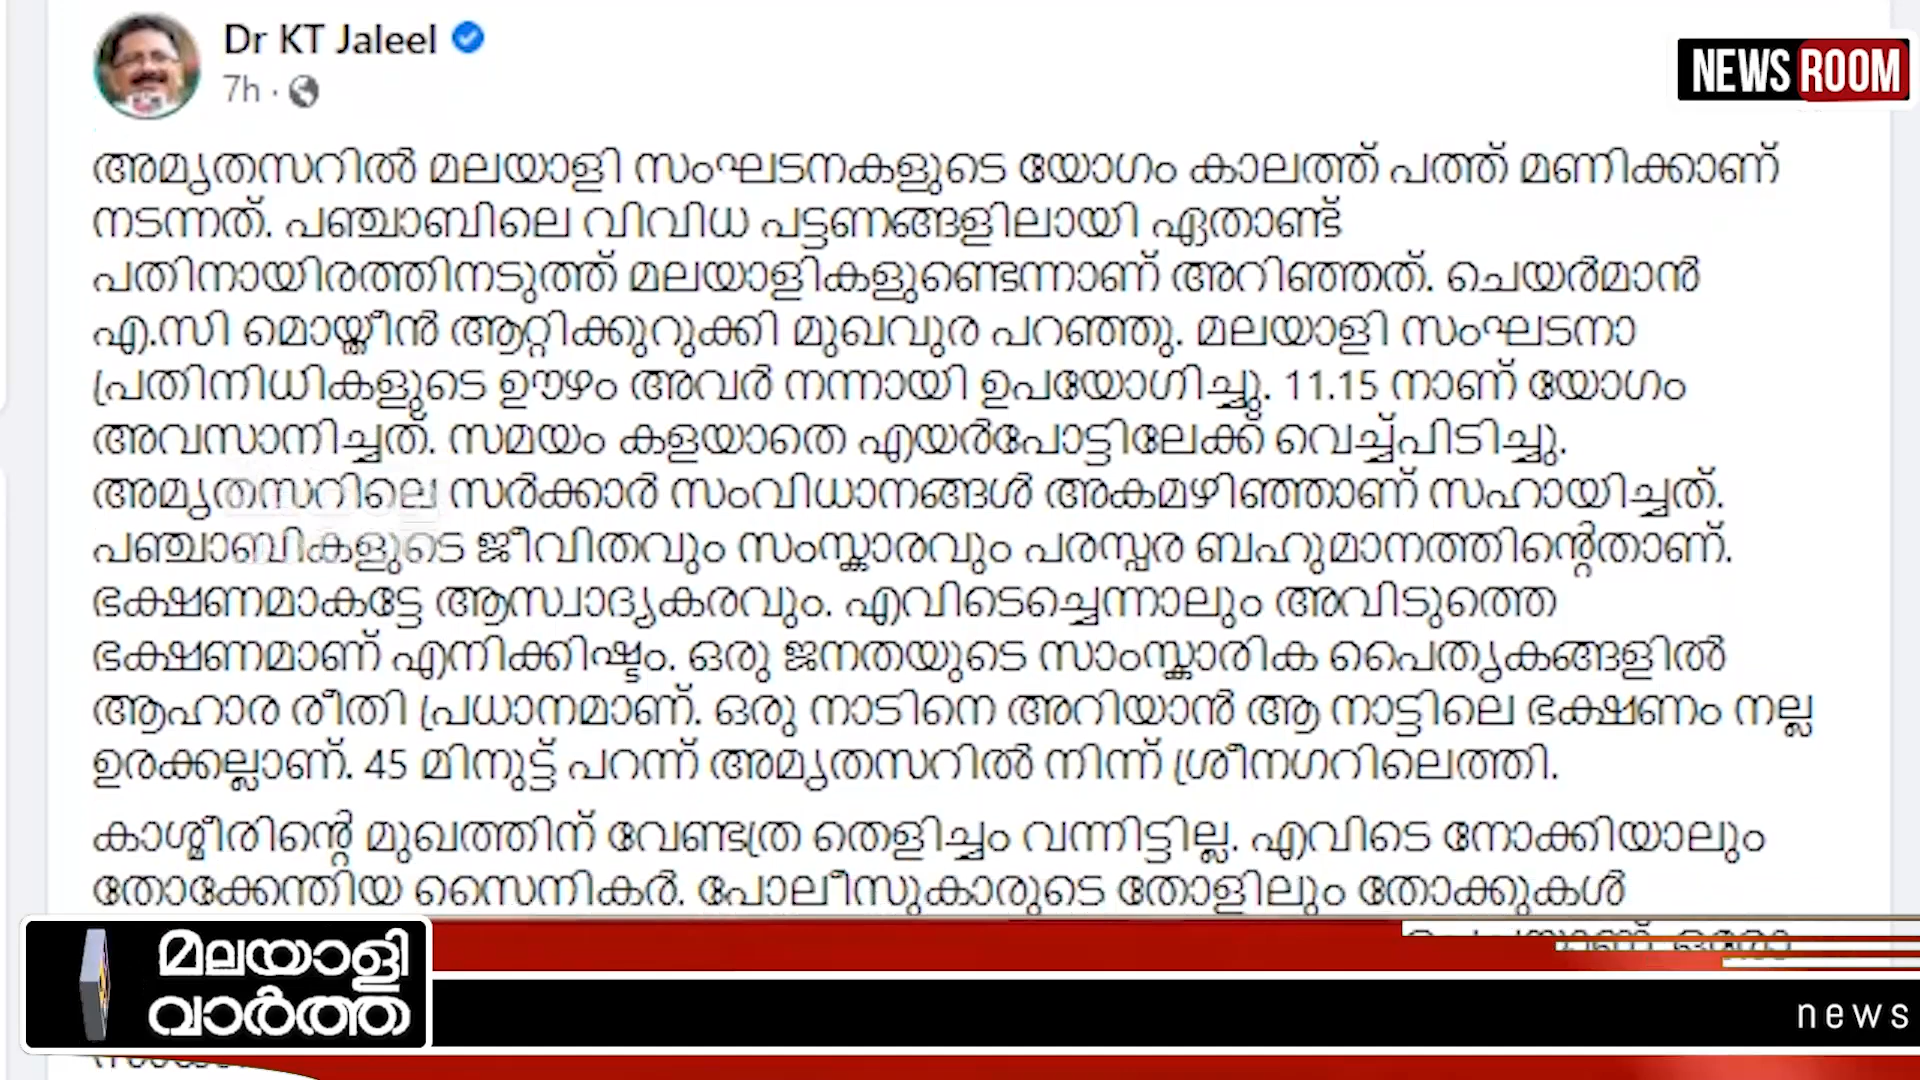 Dr KT Jaleel
7h ·
NEWS ROOM
അമൃതസറിൽ മലയാളി സംഘടനകളുടെ യോഗം കാലത്ത് പത്ത് മണിക്കാണ്
നടന്നത്. പഞ്ചാബിലെ വിവിധ പട്ടണങ്ങളിലായി ഏതാണ്ട്
പതിനായിരത്തിനടുത്ത് മലയാളികളുണ്ടെന്നാണ് അറിഞ്ഞത്. ചെയർമാൻ
എ.സി മൊയ്തീൻ ആറ്റിക്കുറുക്കി മുഖവുര പറഞ്ഞു. മലയാളി സംഘടനാ
പ്രതിനിധികളുടെ ഊഴം അവർ നന്നായി ഉപയോഗിച്ചു. 11.15 നാണ് യോഗം
അവസാനിച്ചത്. സമയം കളയാതെ എയർപോട്ടിലേക്ക് വെച്ച്പിടിച്ചു.
അമൃതസറിലെ സർക്കാർ സംവിധാനങ്ങൾ അകമഴിഞ്ഞാണ് സഹായിച്ചത്.
പഞ്ചാബികളുടെ ജീവിതവും സംസ്കാരവും പരസ്പര ബഹുമാനത്തിന്റെതാണ്.
ഭക്ഷണമാകട്ടേ ആസ്വാദ്യകരവും. എവിടെച്ചെന്നാലും അവിടുത്തെ
ഭക്ഷണമാണ് എനിക്കിഷ്ടം. ഒരു ജനതയുടെ സാംസ്കാരിക പൈതൃകങ്ങളിൽ
ആഹാര രീതി പ്രധാനമാണ്. ഒരു നാടിനെ അറിയാൻ ആ നാട്ടിലെ ഭക്ഷണം നല്ല
ഉരക്കല്ലാണ്. 45 മിനുട്ട് പറന്ന് അമൃതസറിൽ നിന്ന് ശ്രീനഗറിലെത്തി.
കാശ്മീരിന്റെ മുഖത്തിന് വേണ്ടത്ര തെളിച്ചം വന്നിട്ടില്ല. എവിടെ നോക്കിയാലും
തോക്കേന്തിയ സൈനികർ. പോലീസുകാരുടെ തോളിലും തോക്കുകൾ
മലയാളി
വാർത്ത
news